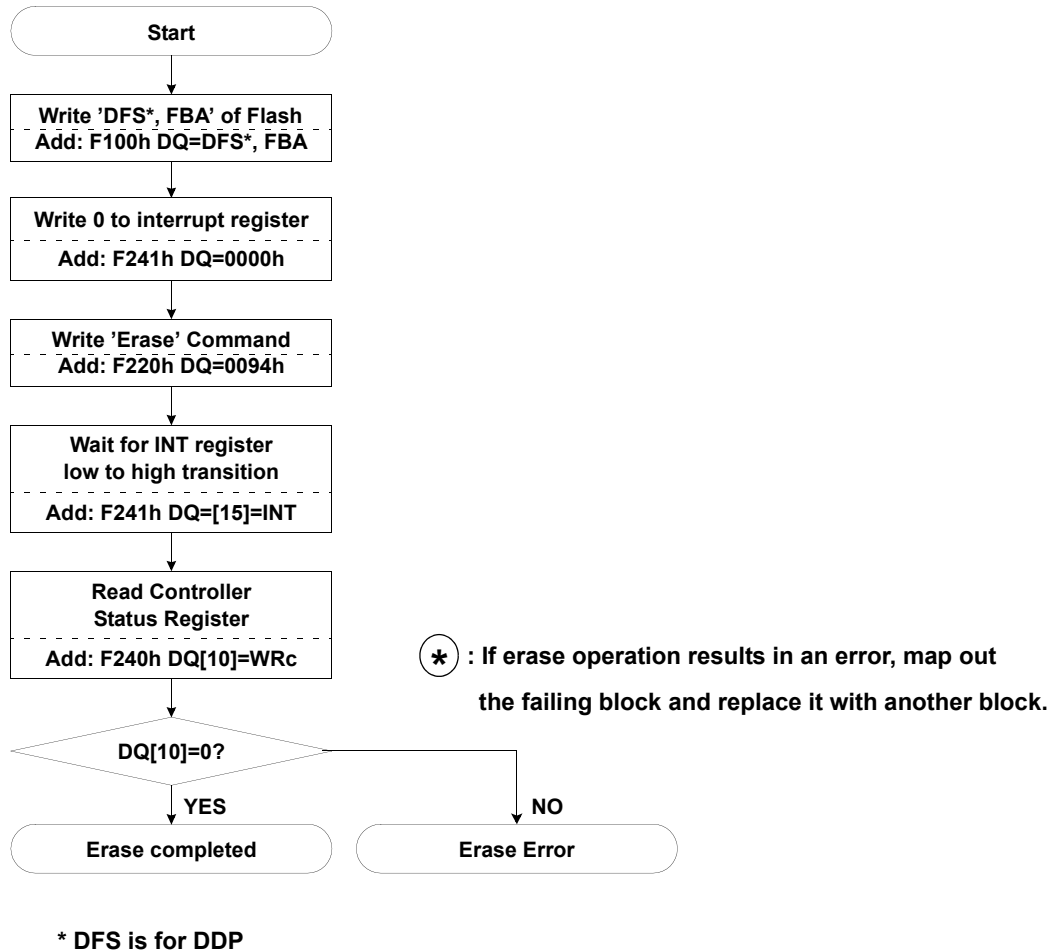 Start
Write ’DFS*, FBA’ of Flash
Add: F100h DQ=DFS*, FBA
Write 0 to interrupt register
Add: F241h DQ=0000h
Write ’Erase’ Command
Add: F220h DQ=0094h
Wait for INT register
low to high transition
Add: F241h DQ=[15]=INT
Read Controller
Status Register
Add: F240h DQ[10]=WRc
* : If erase operation results in an error, map out
the failing block and replace it with another block.
DQ[10]=0?
YES
NO
Erase completed
Erase Error
* DFS is for DDP